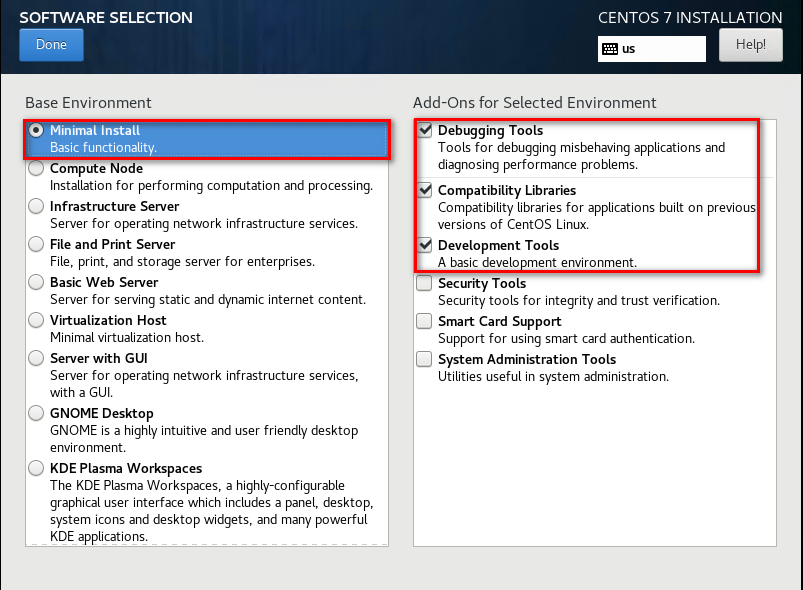 SOFTWARE SELECTION
CENTOS 7 INSTALLATION
Done
us
Help!
Base Environment
Minimal Install
Basic functionality.
Compute Node
Installation for performing computation and processing.
Infrastructure Server
Server for operating network infrastructure services.
File and Print Server
File, print, and storage server for enterprises.
Basic Web Server
Server for serving static and dynamic internet content.
Virtualization Host
Minimal virtualization host.
Server with GUI
Server for operating network infrastructure services,
with a GUI.
GNOME Desktop
GNOME is a highly intuitive and user friendly desktop
environment.
KDE Plasma Workspaces
The KDE Plasma Workspaces, a highly-configurable
graphical user interface which includes a panel, desktop,
system icons and desktop widgets, and many powerful
KDE applications.
Add-Ons for Selected Environment
Debugging Tools
Tools for debugging misbehaving applications and
diagnosing performance problems.
Compatibility Libraries
Compatibility libraries for applications built on previous
versions of CentOS Linux.
Development Tools
A basic development environment.
Security Tools
Security tools for integrity and trust verification.
Smart Card Support
Support for using smart card authentication.
System Administration Tools
Utilities useful in system administration.